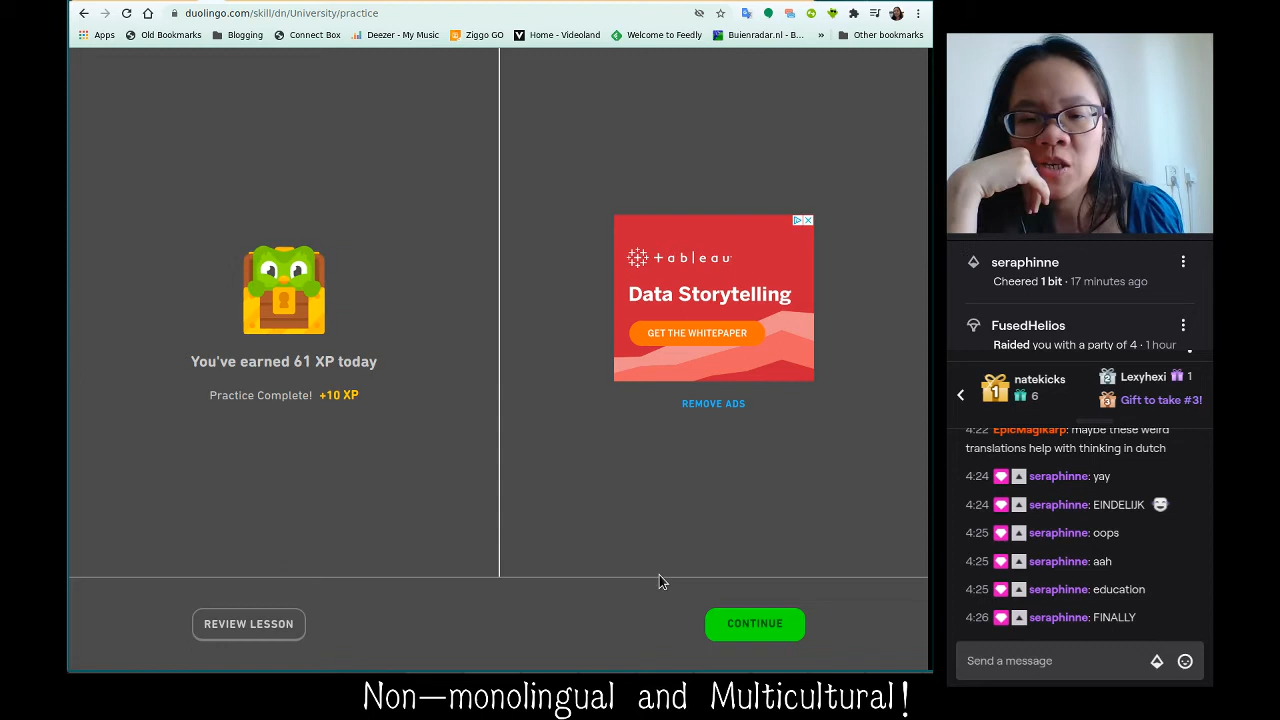 duolingo.com/skill/dn/University/practice
Apps Old Bookmarks Blogging Connect Box Deezer - My Music Ziggo GO Home - Videoland Welcome to Feedly Buienradar.nl - B... » Other bookmarks
You've earned 61 XP today
Practice Complete! +10 XP
+ a b | e a u
Data Storytelling
GET THE WHITEPAPER
REMOVE ADS
REVIEW LESSON
CONTINUE
seraphinne
Cheered 1 bit · 17 minutes ago
FusedHelios
Raided you with a party of 4 · 1 hour
1 natekicks
6
2 Lexyhexi 1
3 Gift to take #3!
4:22 EpicMagikarp: maybe these weird
translations help with thinking in dutch
4:24 seraphinne: yay
4:24 seraphinne: EINDELIJK
4:25 seraphinne: oops
4:25 seraphinne: aah
4:25 seraphinne: education
4:26 seraphinne: FINALLY
Send a message
Non-monolingual and Multicultural!